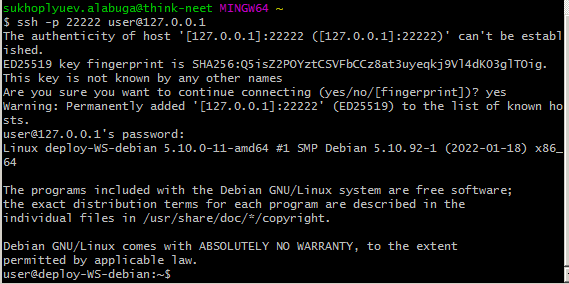 sukhoplyuev.alabuga@think-neet MINGW64 ~
$ ssh -p 22222 user@127.0.0.1
The authenticity of host '[127.0.0.1]:22222 ([127.0.0.1]:22222)' can't be establ
ished.
ED25519 key fingerprint is SHA256:Q5isZ2POYztCSVFbCCz8at3uyeqkj9Vl4dK03glTOig.
This key is not known by any other names
Are you sure you want to continue connecting (yes/no/[fingerprint])? yes
Warning: Permanently added '[127.0.0.1]:22222' (ED25519) to the list of known ho
sts.
user@127.0.0.1's password:
Linux deploy-WS-debian 5.10.0-11-amd64 #1 SMP Debian 5.10.92-1 (2022-01-18) x86_
64
The programs included with the Debian GNU/Linux system are free software;
the exact distribution terms for each program are described in the
individual files in /usr/share/doc/*/copyright.
Debian GNU/Linux comes with ABSOLUTELY NO WARRANTY, to the extent
permitted by applicable law.
user@deploy-WS-debian:~$